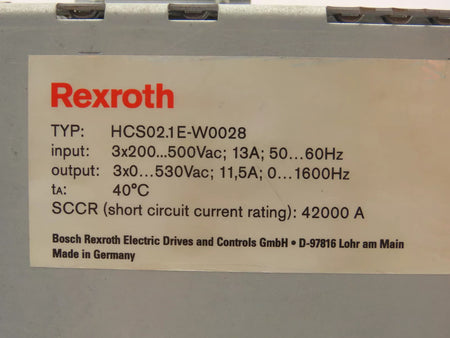 Rexroth
TYP: HCS02.1E-W0028
input: 3x200...500Vac; 13A; 50...60Hz
output: 3x0...530Vac; 11,5A; 0...1600Hz
tA: 40°C
SCCR (short circuit current rating): 42000 A
Bosch Rexroth Electric Drives and Controls GmbH • D-97816 Lohr am Main
Made in Germany